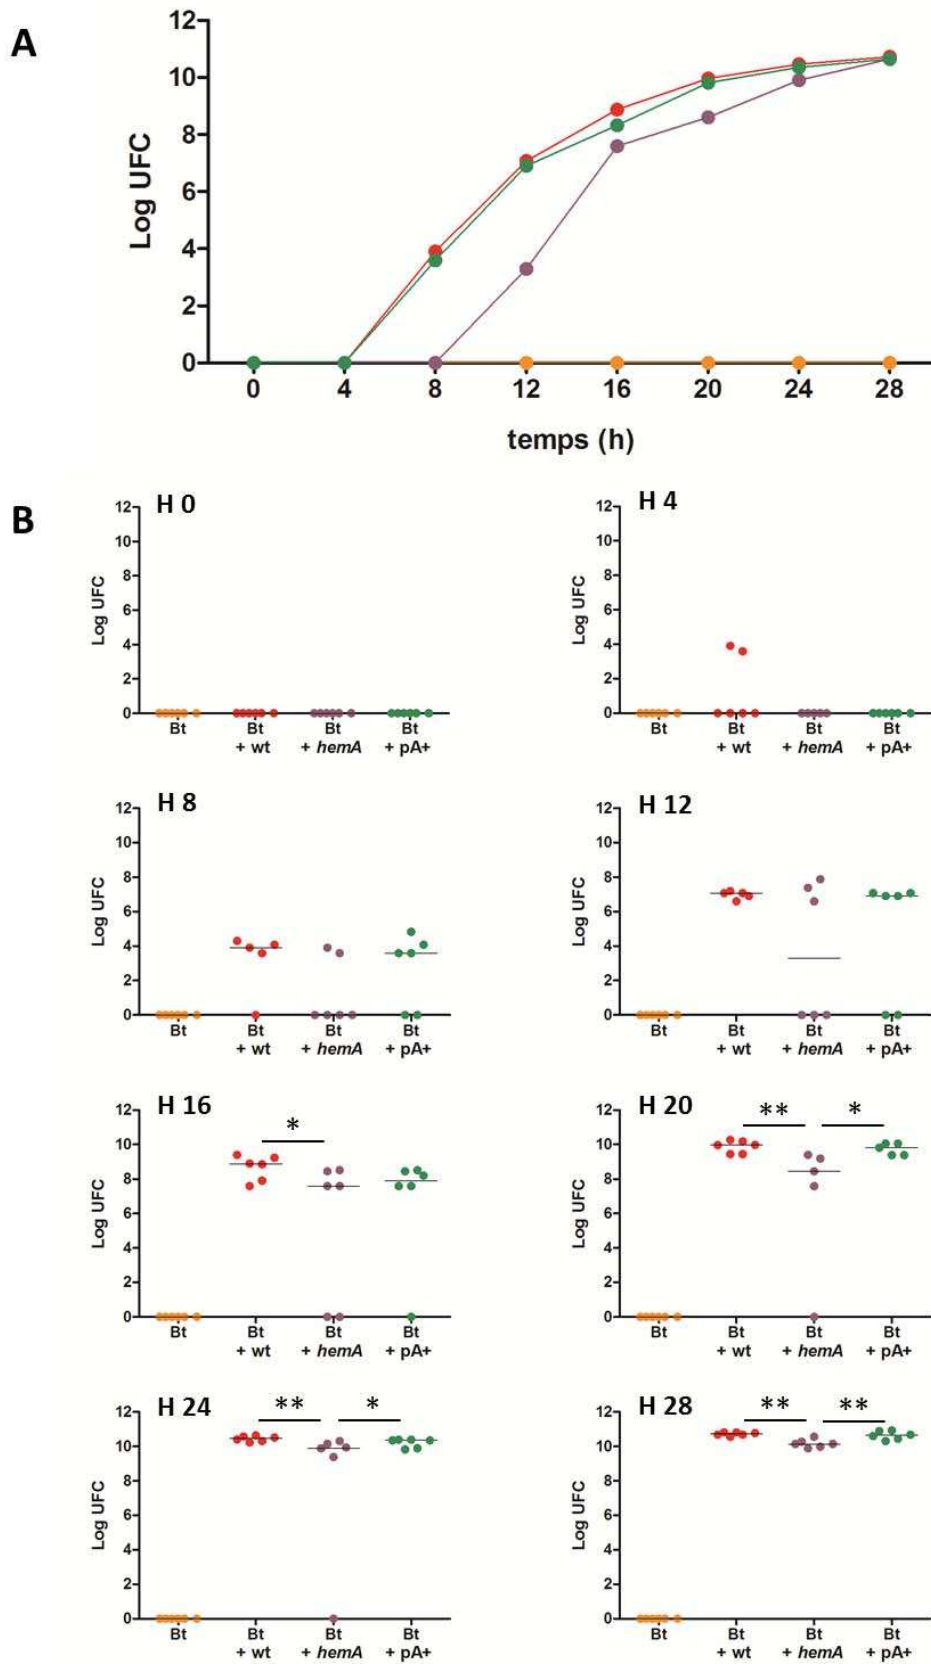 A
12
10
8
6
4
2
0
Log UFC
0 4 8 12 16 20 24 28
temps (h)
B
H 0
12
10
8
6
4
2
0
Log UFC
Bt Bt Bt Bt
+ wt + hemA + pA+
H 4
12
10
8
6
4
2
0
Log UFC
Bt Bt Bt Bt
+ wt + hemA + pA+
H 8
12
10
8
6
4
2
0
Log UFC
Bt Bt Bt Bt
+ wt + hemA + pA+
H 12
12
10
8
6
4
2
0
Log UFC
Bt Bt Bt Bt
+ wt + hemA + pA+
H 16
*
12
10
8
6
4
2
0
Log UFC
Bt Bt Bt Bt
+ wt + hemA + pA+
H 20
** *
12
10
8
6
4
2
0
Log UFC
Bt Bt Bt Bt
+ wt + hemA + pA+
H 24
** *
12
10
8
6
4
2
0
Log UFC
Bt Bt Bt Bt
+ wt + hemA + pA+
H 28
** **
12
10
8
6
4
2
0
Log UFC
Bt Bt Bt Bt
+ wt + hemA + pA+